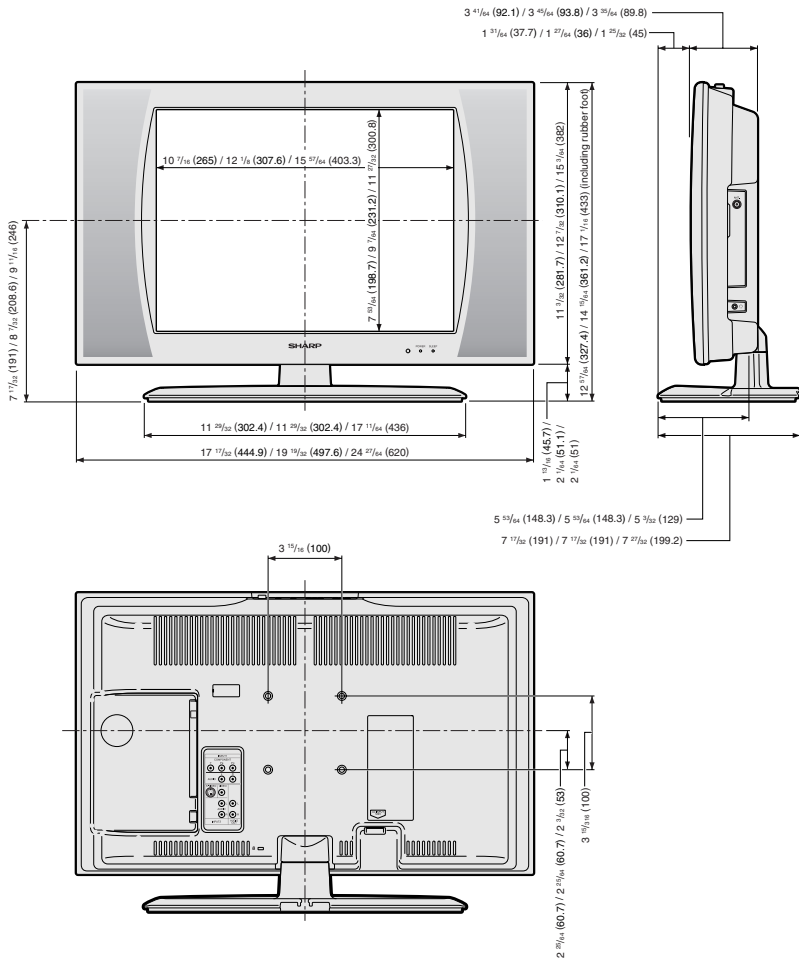 3 41/64 (92.1) / 3 45/64 (93.8) / 3 35/64 (89.8)
1 31/64 (37.7) / 1 27/64 (36) / 1 25/32 (45)
10 7/16 (265) / 12 1/8 (307.6) / 15 57/64 (403.3)
7 53/64 (198.7) / 9 7/64 (231.2) / 11 27/32 (300.8)
11 3/32 (281.7) / 12 7/32 (310.1) / 15 3/64 (382)
12 57/64 (327.4) / 14 15/64 (361.2) / 17 1/16 (433) (including rubber foot)
7 17/32 (191) / 8 7/32 (208.6) / 9 11/16 (246)
SHARP
POWER SLEEP
11 29/32 (302.4) / 11 29/32 (302.4) / 17 11/64 (436)
17 17/32 (444.9) / 19 19/32 (497.6) / 24 27/64 (620)
1 13/16 (45.7) /
2 1/64 (51.1) /
2 1/64 (51)
5 53/64 (148.3) / 5 53/64 (148.3) / 5 3/32 (129)
7 17/32 (191) / 7 17/32 (191) / 7 27/32 (199.2)
3 15/16 (100)
COMPONENT
AUDIO
2 25/64 (60.7) / 2 25/64 (60.7) / 2 3/32 (53)
3 15/316 (100)